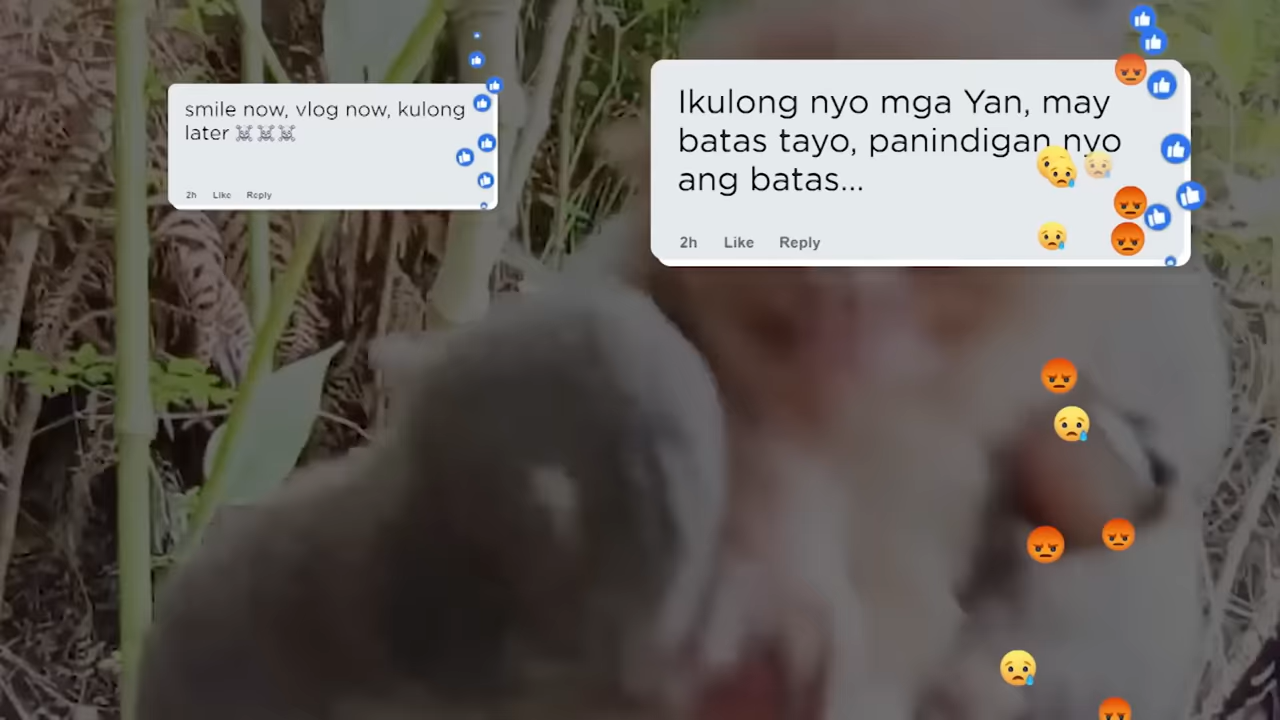 smile now, vlog now, kulong
later ☠️☠️☠️
2h Like Reply
Ikulong nyo mga Yan, may
batas tayo, panindigan nyo
ang batas...
2h Like Reply